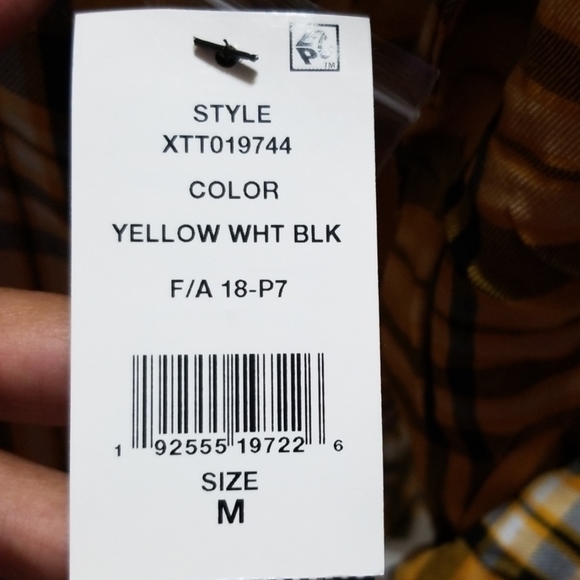 STYLE
XTT019744
COLOR
YELLOW WHT BLK
F/A 18-P7
1 92555 19722 6
SIZE
M